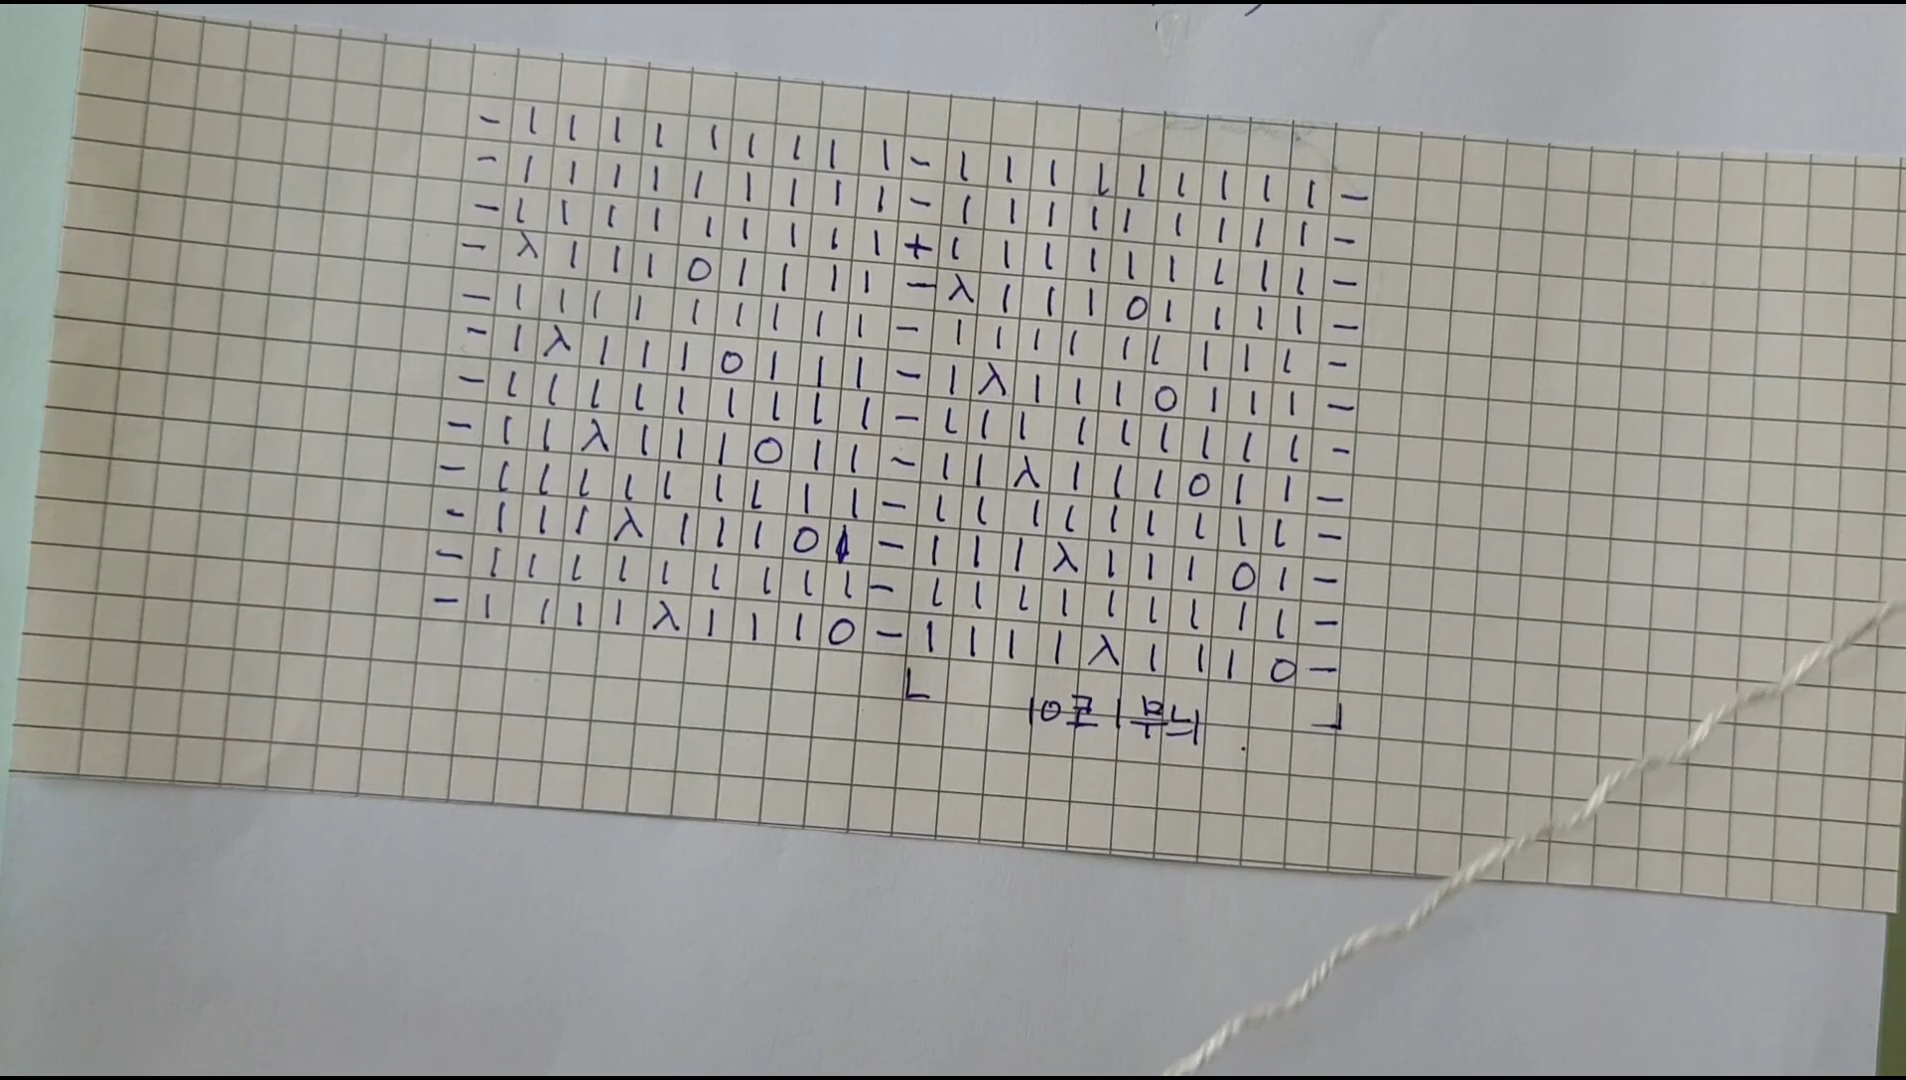 - | | | | | | | | | - | | | | | | | | | -
- | | | | | | | | | - | | | | | | | | | -
- | | | | | | | | | + | | | | | | | | | -
- λ | | | O | | | | - λ | | | O | | | | -
- | | | | | | | | | - | | | | | | | | | -
- | λ | | | O | | | - | λ | | | O | | | -
- | | | | | | | | | - | | | | | | | | | -
- | | λ | | | O | | - | | λ | | | O | | -
- | | | | | | | | | - | | | | | | | | | -
- | | | λ | | | O | - | | | λ | | | O | -
- | | | | | | | | | - | | | | | | | | | -
- | | | | λ | | | O - | | | | λ | | | O -
10코 1무늬